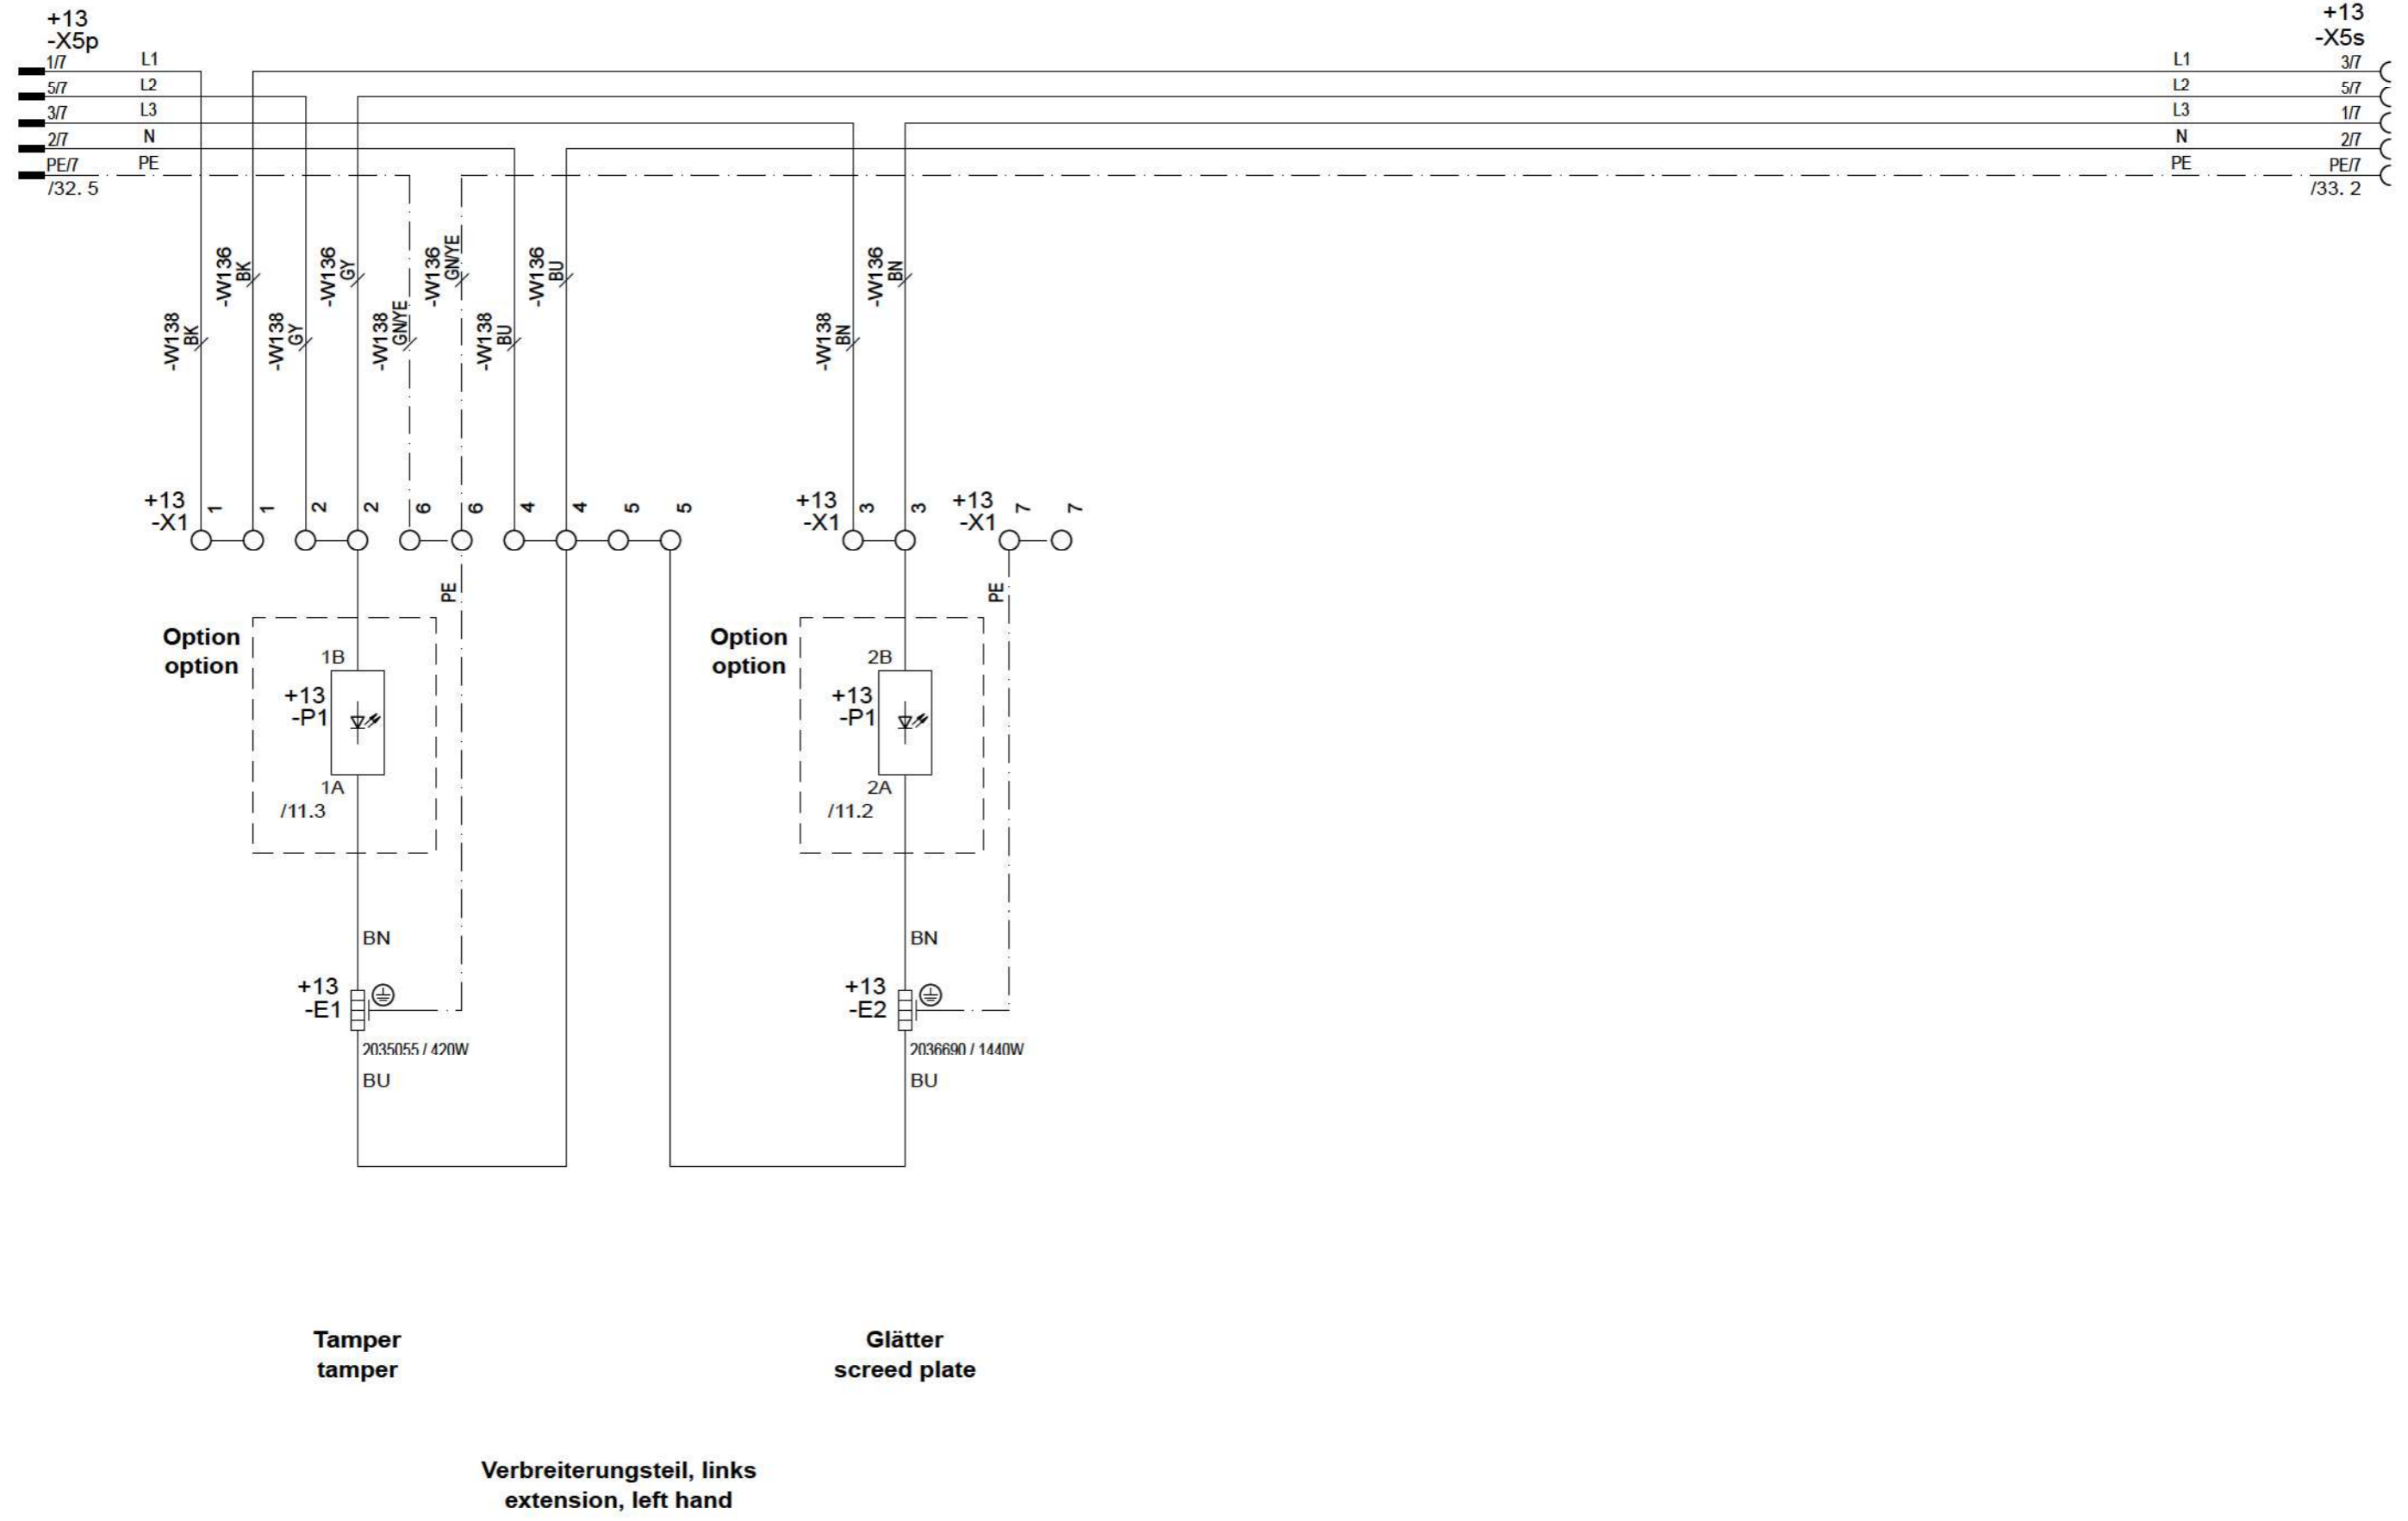 +13
-X5p
+13
-X5s
1/7 L1 L1 3/7
5/7 L2 L2 5/7
3/7 L3 L3 1/7
2/7 N N 2/7
PE/7 PE PE PE/7
/32. 5 /33. 2
-W136
BK
-W136
GY
-W136
GN/YE
-W136
BU
-W136
BN
-W138
BK
-W138
GY
-W138
GN/YE
-W138
BU
-W138
BN
+13
-X1
1 1 2 2 6 6 4 4 5 5
+13
-X1
3 3
+13
-X1
7 7
PE PE
Option
option
1B
+13
-P1
1A
/11.3
Option
option
2B
+13
-P1
2A
/11.2
BN BN
+13
-E1
+13
-E2
2035055 / 420W 2036690 / 1440W
BU BU
Tamper
tamper
Glätter
screed plate
Verbreiterungsteil, links
extension, left hand